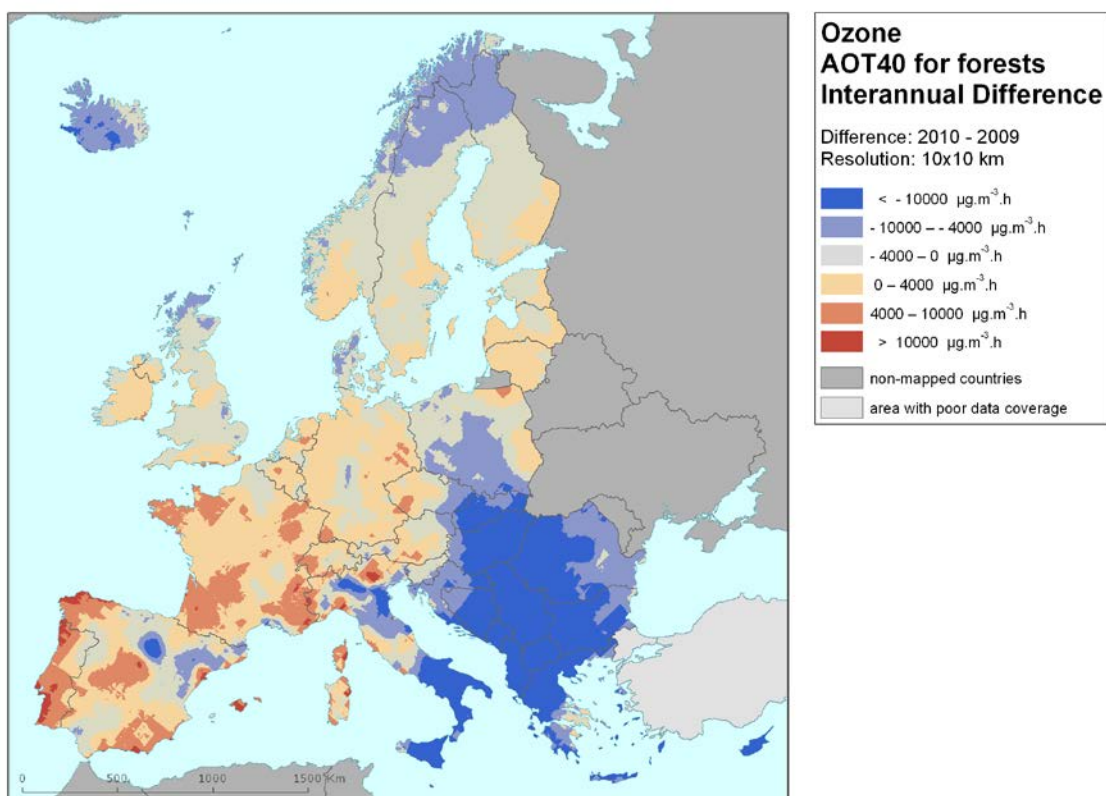 Ozone
AOT40 for forests
Interannual Difference
Difference: 2010 - 2009
Resolution: 10x10 km
< - 10000 µg.m⁻³.h
- 10000 – - 4000 µg.m⁻³.h
- 4000 – 0 µg.m⁻³.h
0 – 4000 µg.m⁻³.h
4000 – 10000 µg.m⁻³.h
> 10000 µg.m⁻³.h
non-mapped countries
area with poor data coverage
0 500 1000 1500 Km